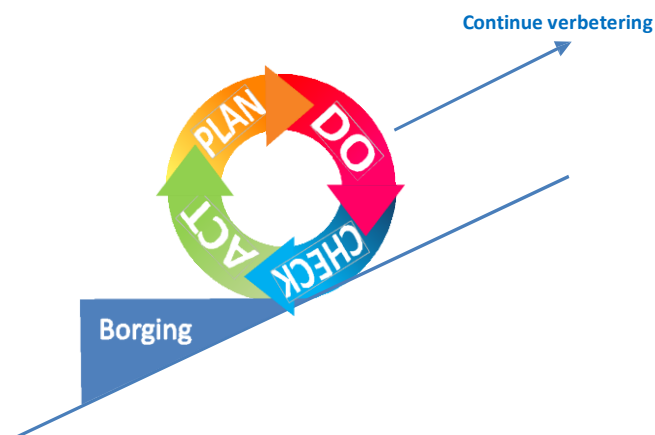 Continue verbetering
PLAN
DO
CHECK
ACT
Borging